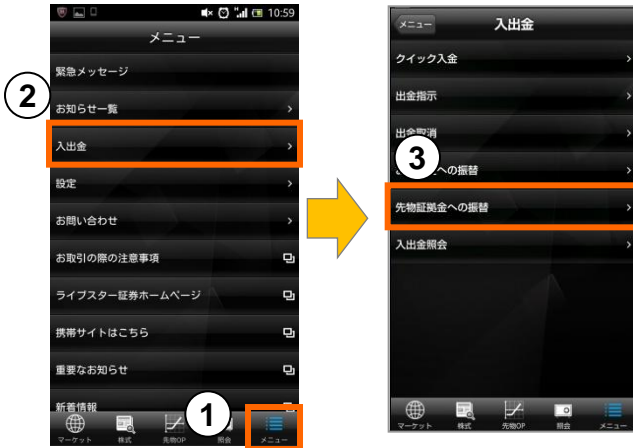 10:59
メニュー
緊急メッセージ
②
お知らせ一覧
入出金
設定
お問い合わせ
お取引の際の注意事項
ライブスター証券ホームページ
携帯サイトはこちら
重要なお知らせ
新着情報
①
マーケット
株式
先物OP
照会
メニュー
メニュー
入出金
クイック入金
出金指示
出金取消
③
への振替
先物証拠金への振替
入出金照会
マーケット
株式
先物OP
照会
メニュー